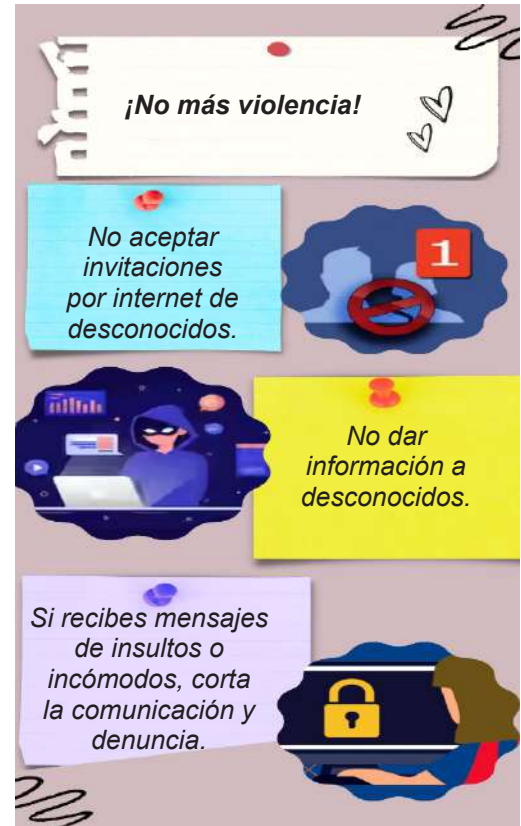 ¡No más violencia!
No aceptar
invitaciones
por internet de
desconocidos.
1
No dar
información a
desconocidos.
Si recibes mensajes
de insultos o
incómodos, corta
la comunicación y
denuncia.